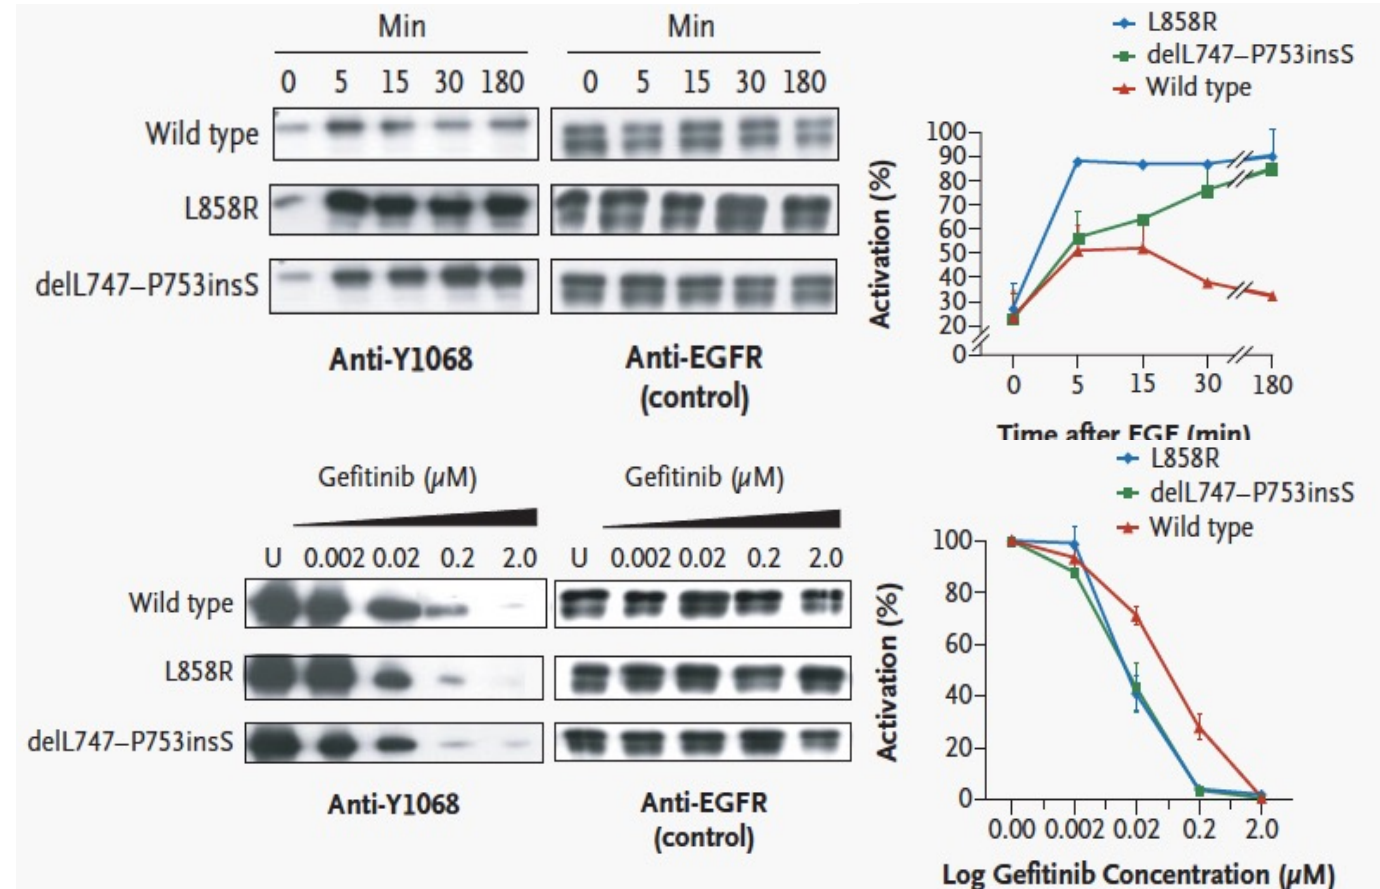 Min
Min
0 5 15 30 180
0 5 15 30 180
Wild type
L858R
delL747–P753insS
Anti-Y1068
Anti-EGFR
(control)
L858R
delL747–P753insS
Wild type
Activation (%)
100
90
80
70
60
50
40
30
20
0
0 5 15 30 180
Time after EGF (min)
Gefitinib (µM)
Gefitinib (µM)
U 0.002 0.02 0.2 2.0
U 0.002 0.02 0.2 2.0
Wild type
L858R
delL747–P753insS
Anti-Y1068
Anti-EGFR
(control)
L858R
delL747–P753insS
Wild type
Activation (%)
100
80
60
40
20
0
0.00 0.002 0.02 0.2 2.0
Log Gefitinib Concentration (µM)